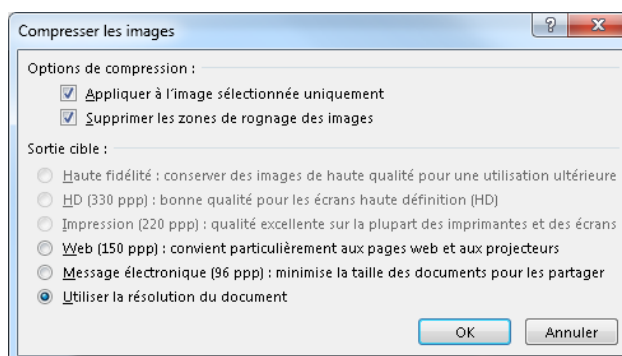 Compresser les images
Options de compression :
Appliquer à l'image sélectionnée uniquement
Supprimer les zones de rognage des images
Sortie cible :
Haute fidélité : conserver des images de haute qualité pour une utilisation ultérieure
HD (330 ppp) : bonne qualité pour les écrans haute définition (HD)
Impression (220 ppp) : qualité excellente sur la plupart des imprimantes et des écrans
Web (150 ppp) : convient particulièrement aux pages web et aux projecteurs
Message électronique (96 ppp) : minimise la taille des documents pour les partager
Utiliser la résolution du document
OK Annuler